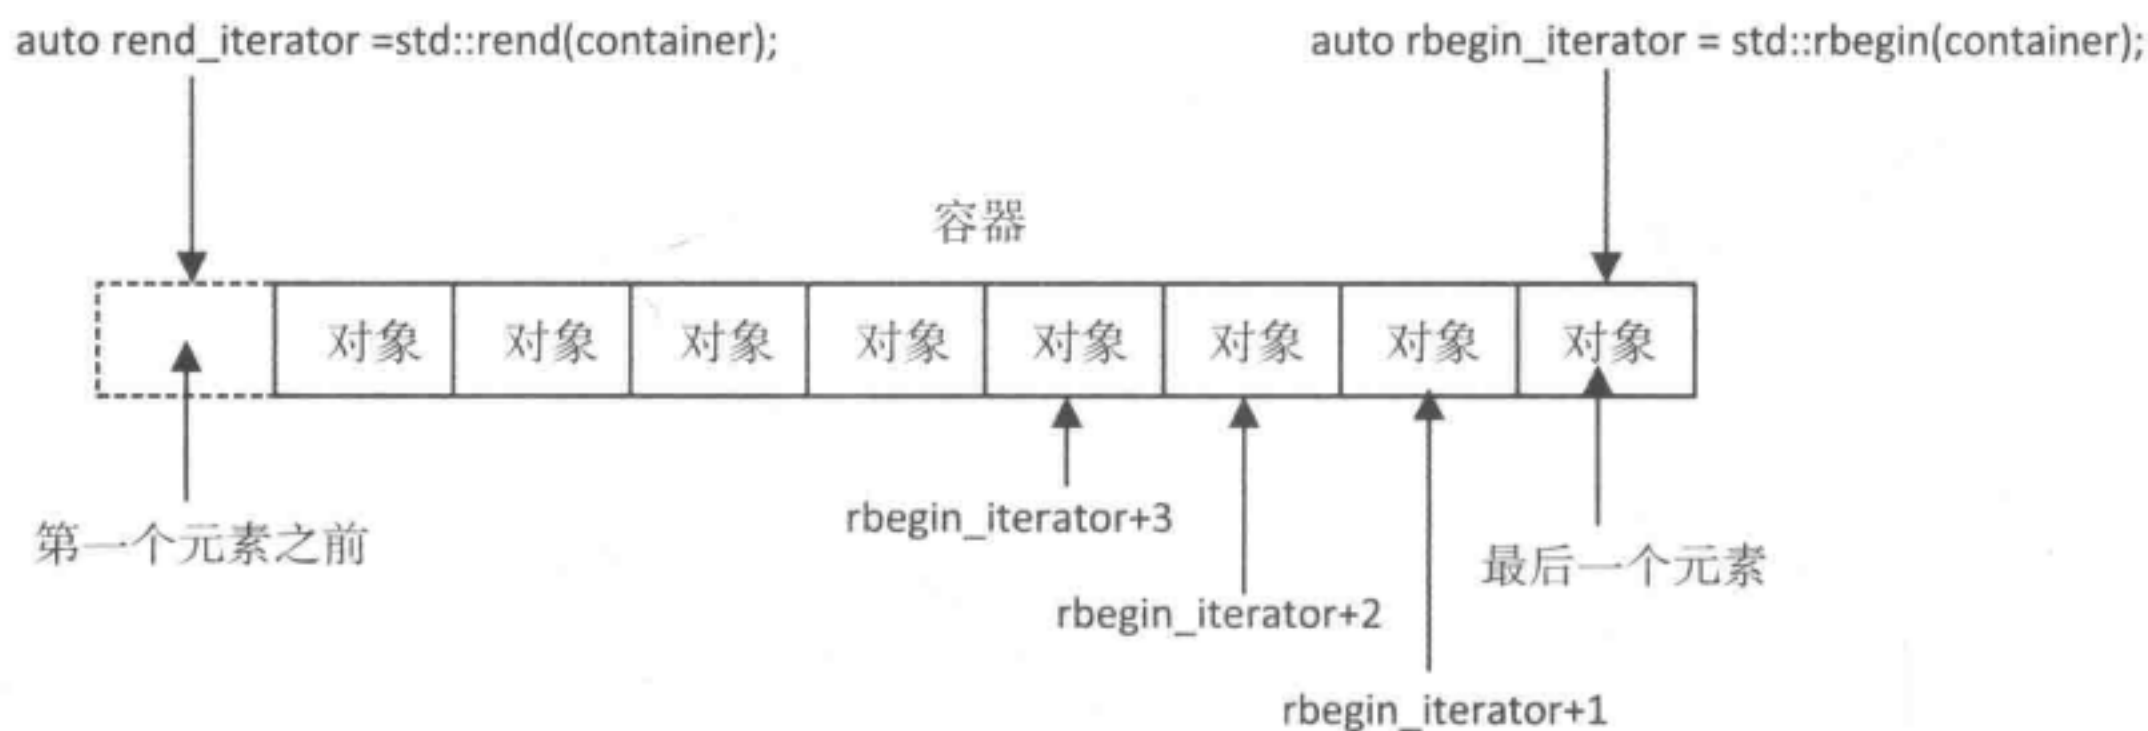 auto rend_iterator =std::rend(container);
auto rbegin_iterator = std::rbegin(container);
容器
对象 对象 对象 对象 对象 对象 对象 对象
第一个元素之前
rbegin_iterator+3
最后一个元素
rbegin_iterator+2
rbegin_iterator+1